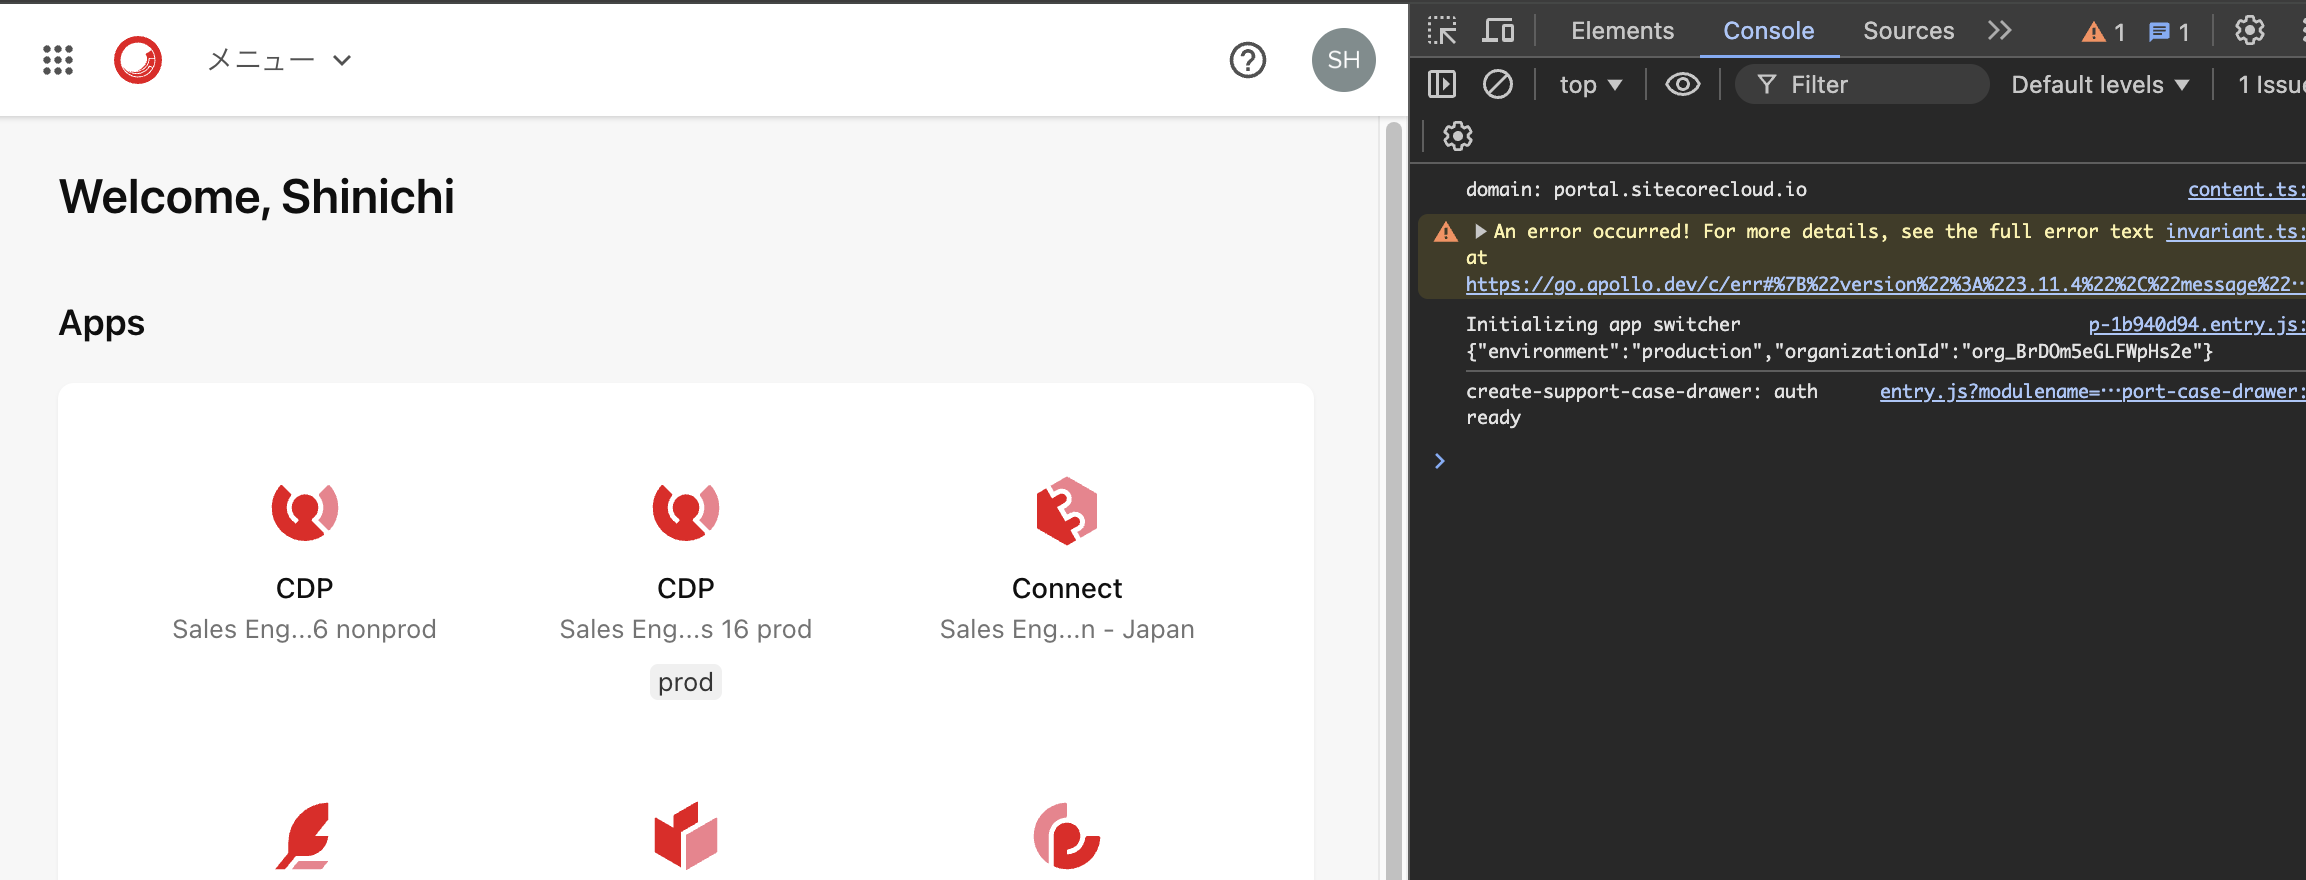 メニュー
SH
Welcome, Shinichi
Apps
CDP
Sales Eng...6 nonprod
CDP
Sales Eng...s 16 prod
prod
Connect
Sales Eng...n - Japan
Elements
Console
Sources
1
1
top
Filter
Default levels
1 Issue
domain: portal.sitecorecloud.io
content.ts:
An error occurred! For more details, see the full error text
invariant.ts:
at
https://go.apollo.dev/c/err#%7B%22version%22%3A%223.11.4%22%2C%22message%22…
Initializing app switcher
p-1b940d94.entry.js:
{"environment":"production","organizationId":"org_BrDOm5eGLFWpHs2e"}
create-support-case-drawer: auth
entry.js?modulename=…port-case-drawer:
ready